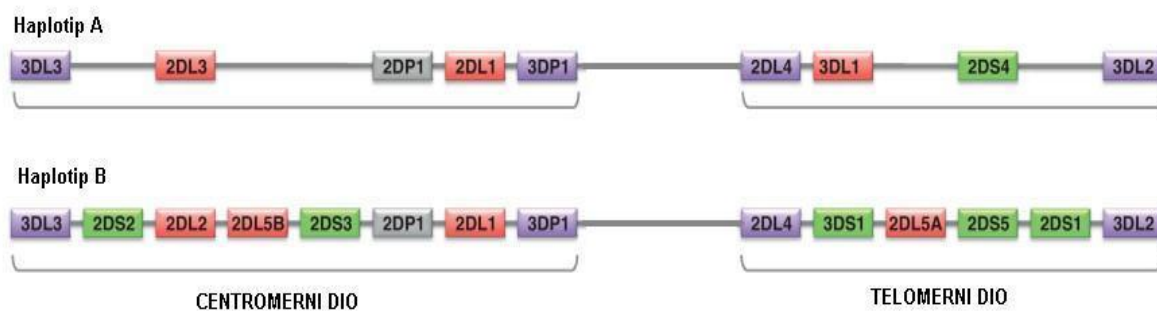 Haplotip A
3DL3 2DL3 2DP1 2DL1 3DP1 2DL4 3DL1 2DS4 3DL2
Haplotip B
3DL3 2DS2 2DL2 2DL5B 2DS3 2DP1 2DL1 3DP1 2DL4 3DS1 2DL5A 2DS5 2DS1 3DL2
CENTROMERNI DIO TELOMERNI DIO